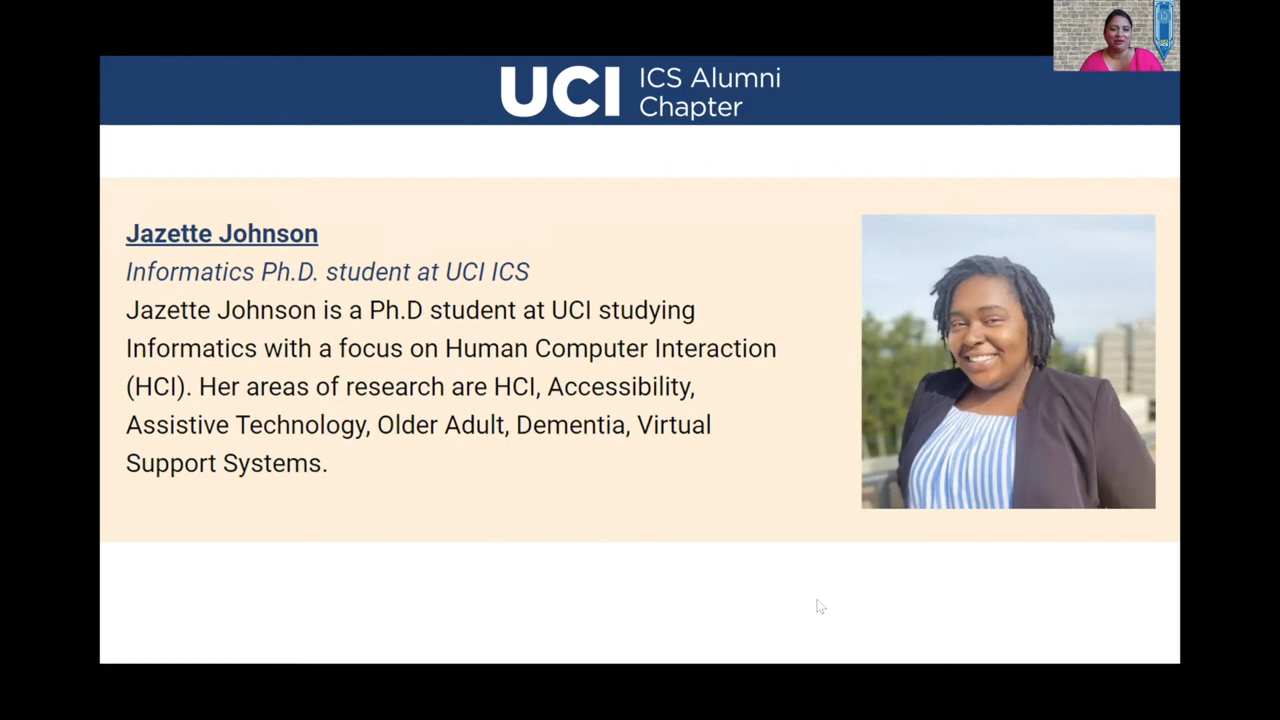 UCI ICS Alumni
Chapter
Jazette Johnson
Informatics Ph.D. student at UCI ICS
Jazette Johnson is a Ph.D student at UCI studying
Informatics with a focus on Human Computer Interaction
(HCI). Her areas of research are HCI, Accessibility,
Assistive Technology, Older Adult, Dementia, Virtual
Support Systems.